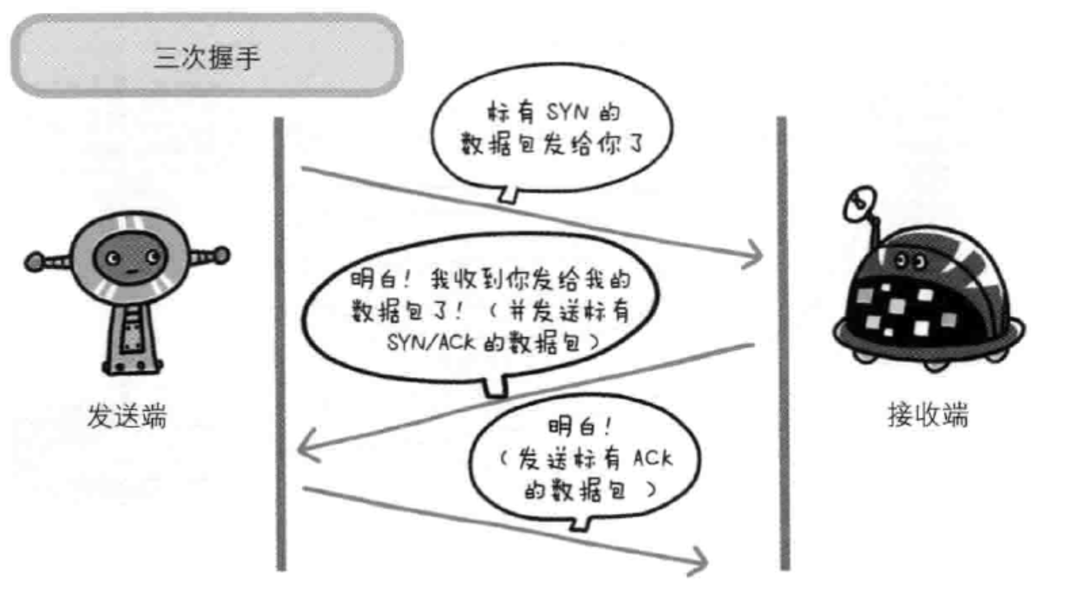 三次握手
标有 SYN 的
数据包发给你了
明白！我收到你发给我的
数据包了！（并发送标有
SYN/ACK 的数据包）
发送端
接收端
明白！
（发送标有 ACK
的数据包）